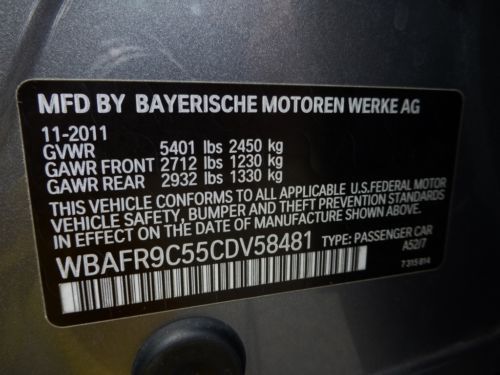 MFD BY BAYERISCHE MOTOREN WERKE AG
11-2011
GVWR 5401 lbs 2450 kg
GAWR FRONT 2712 lbs 1230 kg
GAWR REAR 2932 lbs 1330 kg
THIS VEHICLE CONFORMS TO ALL APPLICABLE U.S.FEDERAL MOTOR
VEHICLE SAFETY, BUMPER AND THEFT PREVENTION STANDARDS
IN EFFECT ON THE DATE OF MANUFACTURE SHOWN ABOVE.
WBAFR9C55CDV58481 TYPE: PASSENGER CAR
A52/7
7 315 814